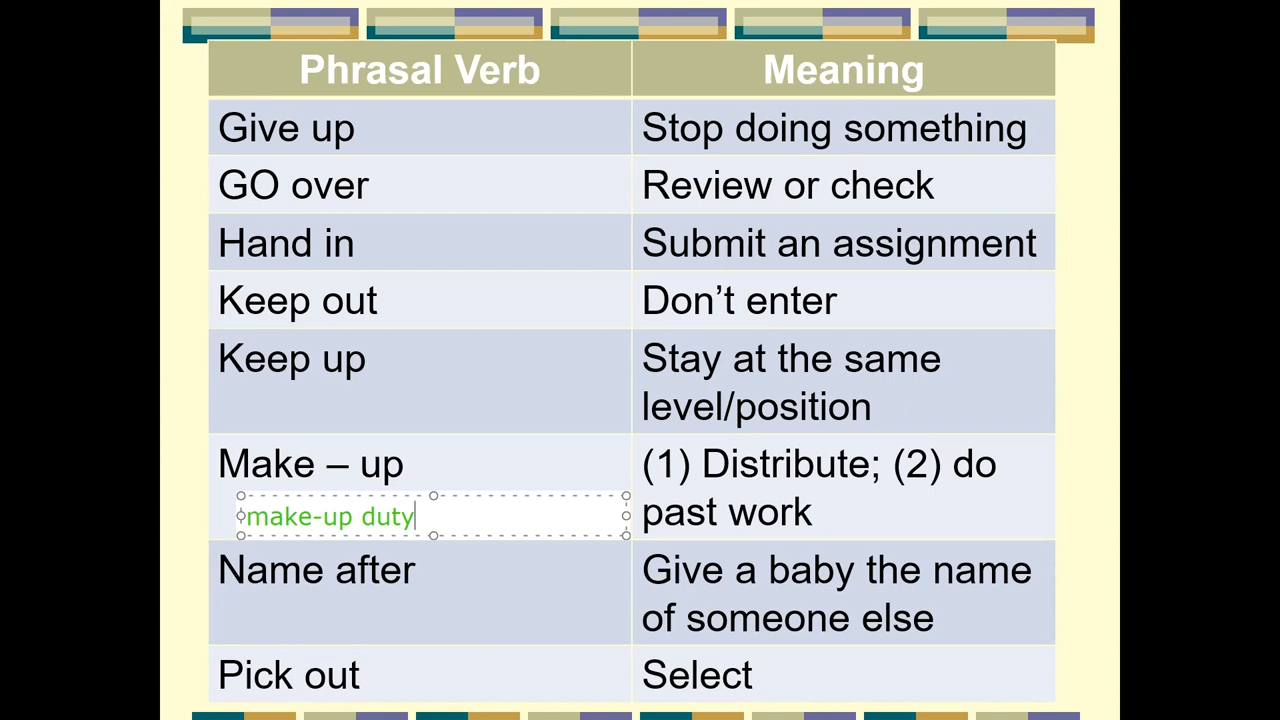 Phrasal Verb Meaning
Give up Stop doing something
GO over Review or check
Hand in Submit an assignment
Keep out Don’t enter
Keep up Stay at the same
level/position
Make – up (1) Distribute; (2) do
make-up duty past work
Name after Give a baby the name
of someone else
Pick out Select